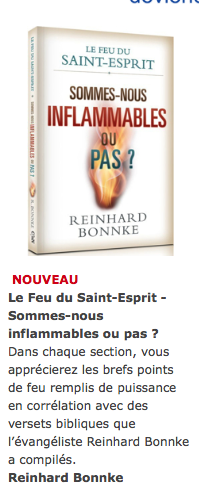 LE FEU DU
SAINT-ESPRIT
SOMMES-NOUS
INFLAMMABLES
OU
PAS ?
REINHARD
BONNKE
NOUVEAU
Le Feu du Saint-Esprit -
Sommes-nous
inflammables ou pas ?
Dans chaque section, vous
apprécierez les brefs points
de feu remplis de puissance
en corrélation avec des
versets bibliques que
l'évangéliste Reinhard Bonnke
a compilés.
Reinhard Bonnke